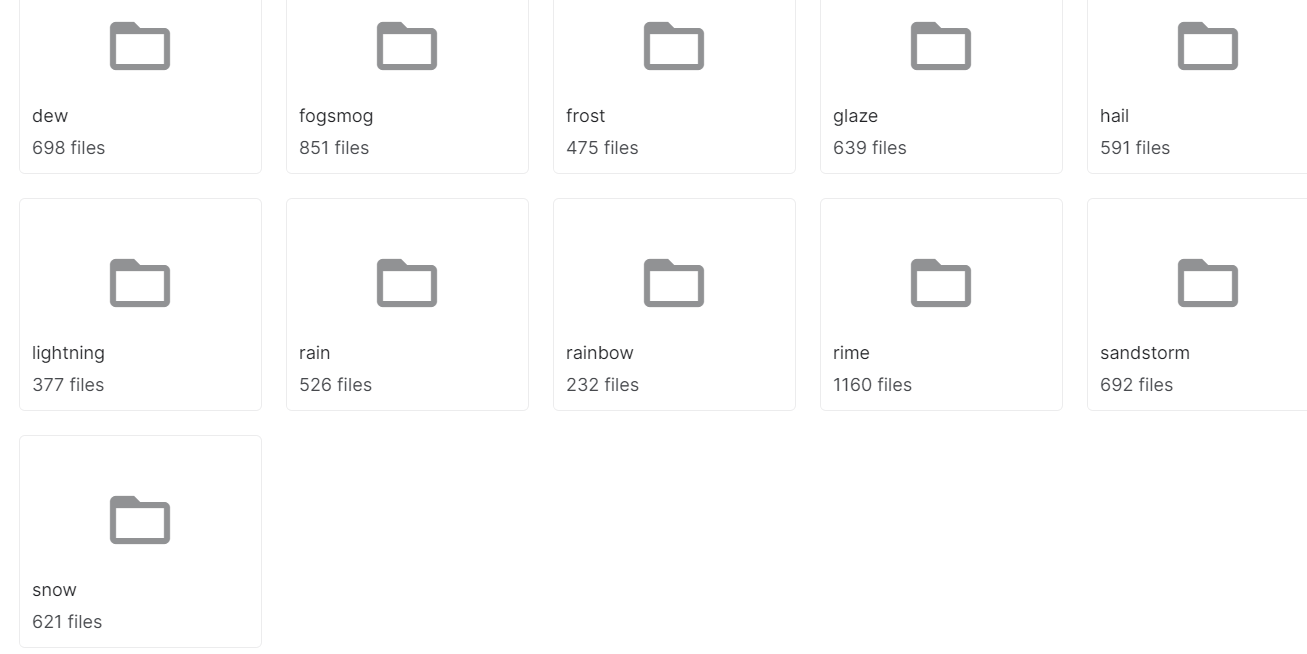 dew
698 files
fogsmog
851 files
frost
475 files
glaze
639 files
hail
591 files
lightning
377 files
rain
526 files
rainbow
232 files
rime
1160 files
sandstorm
692 files
snow
621 files